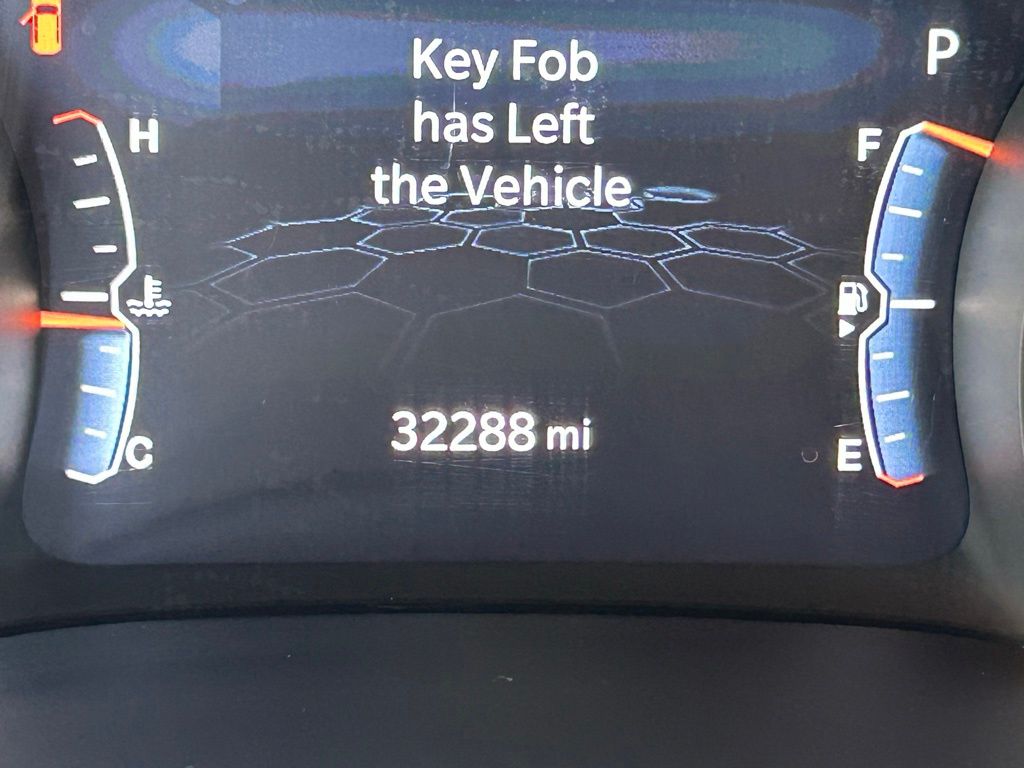 Key Fob
has Left
the Vehicle
P
H
F
32288 mi
C
E